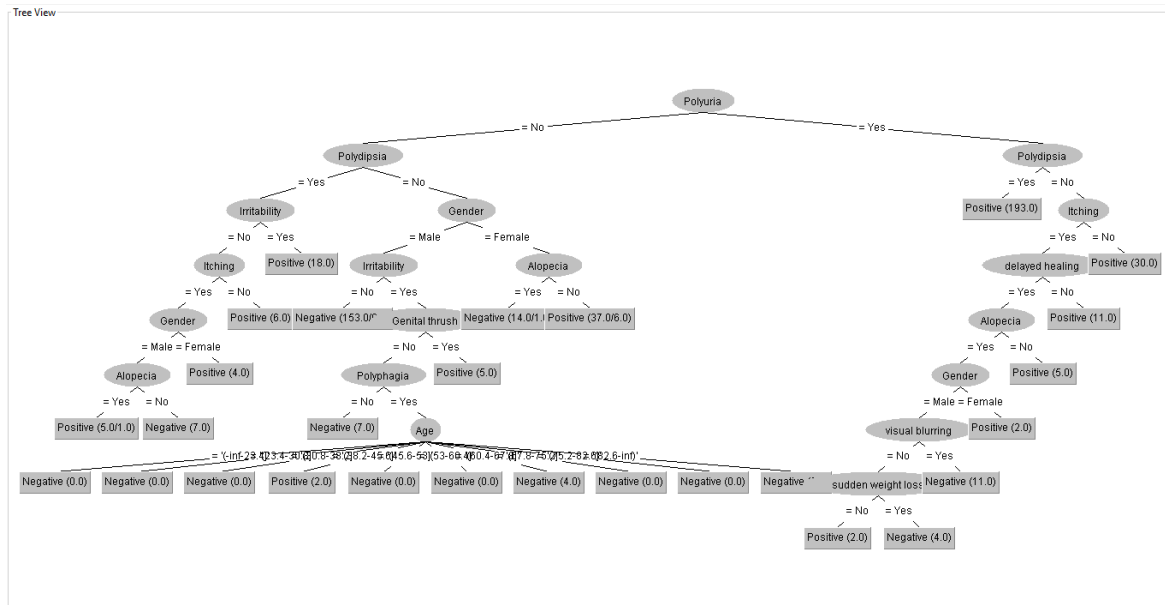 Tree View
Polyuria
= No = Yes
Polydipsia Polydipsia
= Yes = No = Yes = No
Irritability Gender Positive (193.0) Itching
= No = Yes = Male = Female = Yes = No
Itching Positive (18.0) Irritability Alopecia delayed healing Positive (30.0)
= Yes = No = No = Yes = Yes = No = Yes = No
Gender Positive (6.0) Negative (153.0/ Genital thrush Negative (14.0/1. Positive (37.0/6.0) Alopecia Positive (11.0)
= Male = Female = No = Yes = Yes = No
Alopecia Positive (4.0) Polyphagia Positive (5.0) Gender Positive (5.0)
= Yes = No = No = Yes = Male = Female
Positive (5.0/1.0) Negative (7.0) Negative (7.0) Age visual blurring Positive (2.0)
= '(-inf- -inf)' = No = Yes
Negative (0.0) Negative (0.0) Negative (0.0) Positive (2.0) Negative (0.0) Negative (0.0) Negative (4.0) Negative (0.0) Negative (0.0) Negative sudden weight loss Negative (11.0)
= No = Yes
Positive (2.0) Negative (4.0)